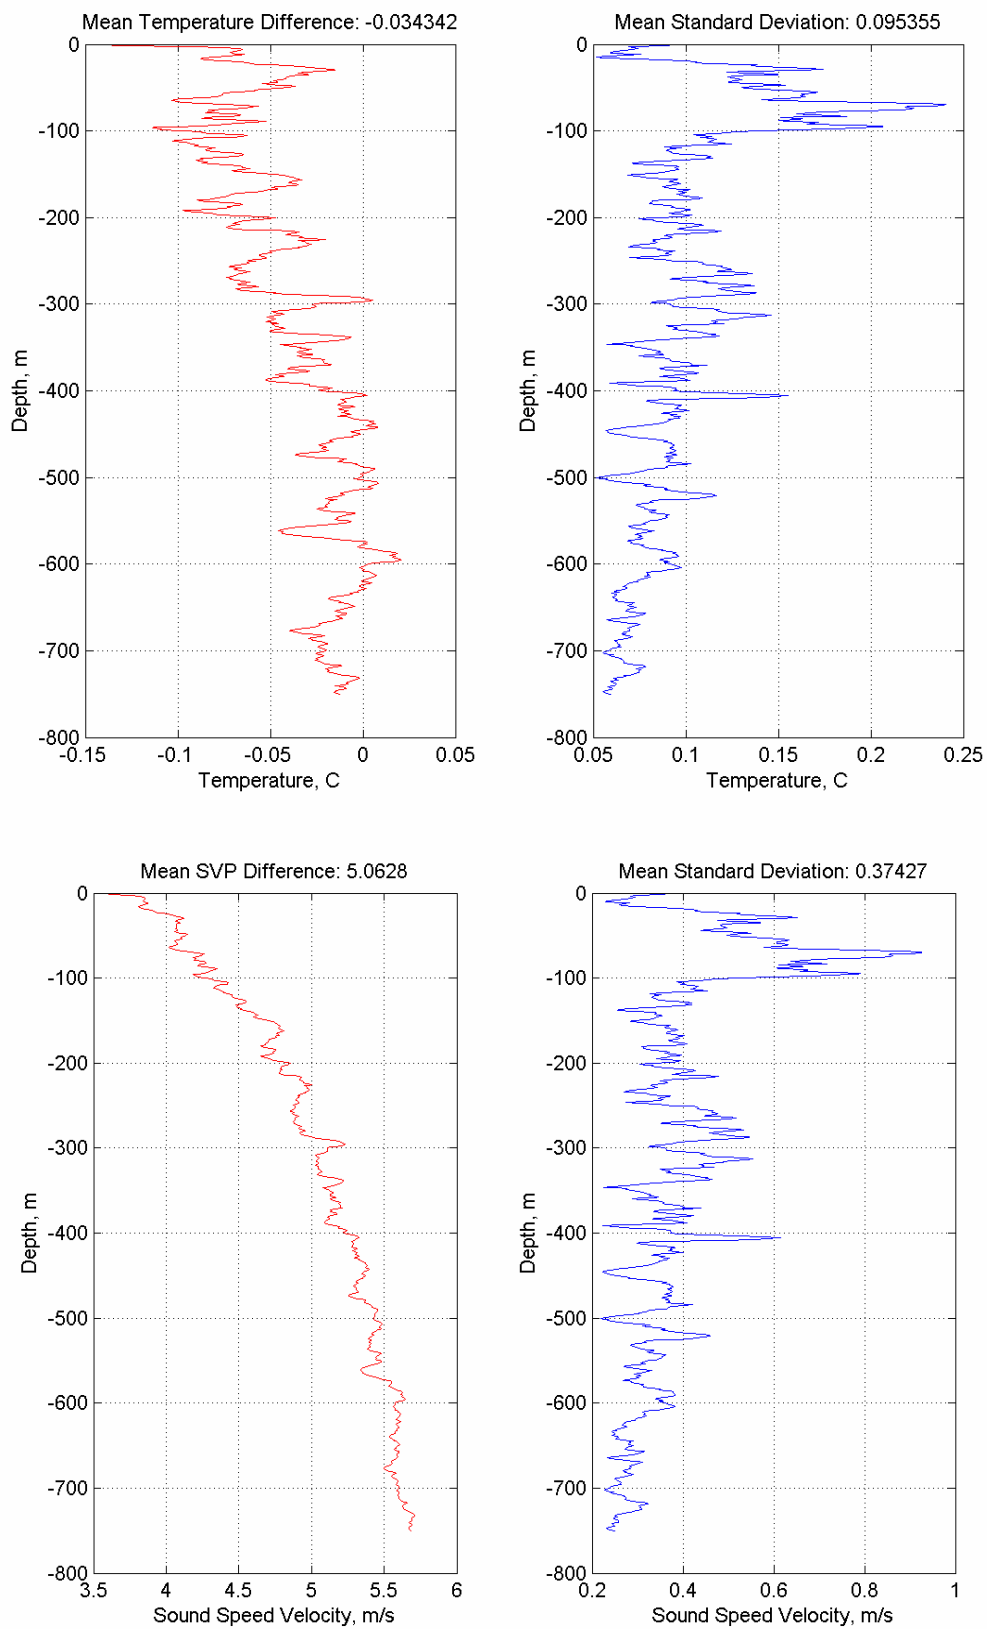 Mean Temperature Difference: -0.034342
0
-100
-200
-300
-400
-500
-600
-700
-800
Depth, m
-0.15 -0.1 -0.05 0 0.05
Temperature, C
Mean Standard Deviation: 0.095355
0
-100
-200
-300
-400
-500
-600
-700
-800
Depth, m
0.05 0.1 0.15 0.2 0.25
Temperature, C
Mean SVP Difference: 5.0628
0
-100
-200
-300
-400
-500
-600
-700
-800
Depth, m
3.5 4 4.5 5 5.5 6
Sound Speed Velocity, m/s
Mean Standard Deviation: 0.37427
0
-100
-200
-300
-400
-500
-600
-700
-800
Depth, m
0.2 0.4 0.6 0.8 1
Sound Speed Velocity, m/s